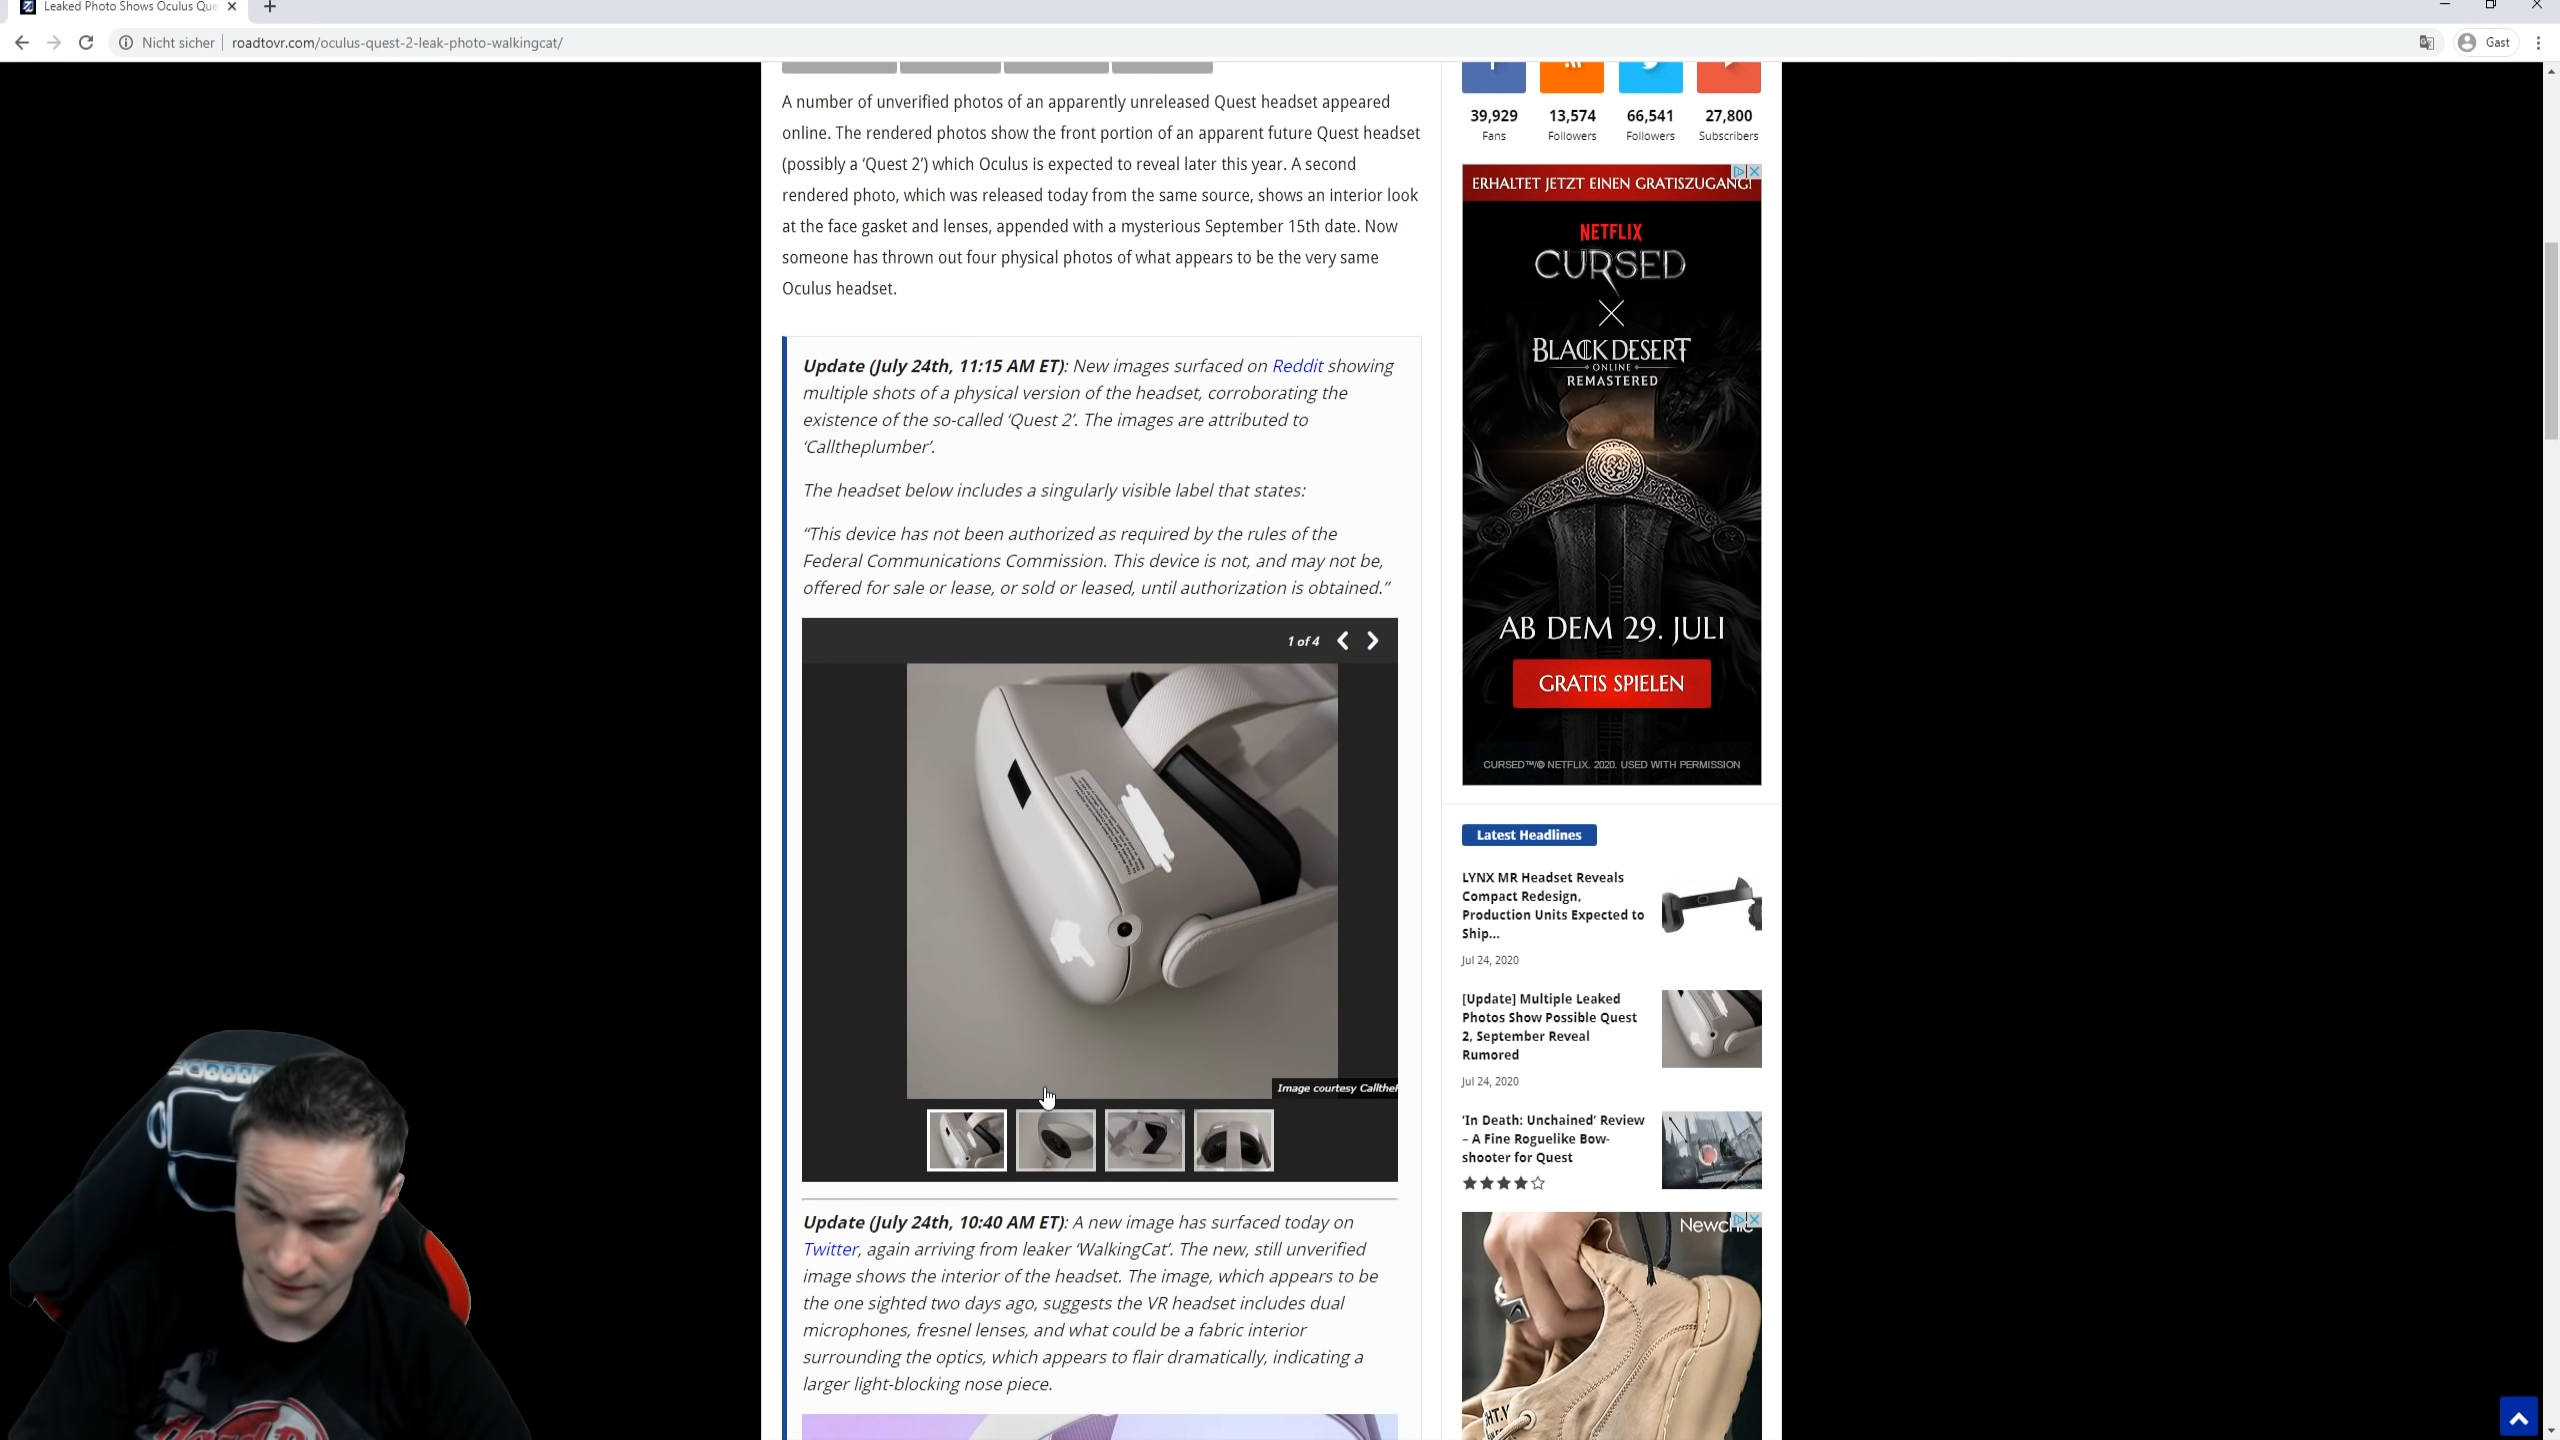 Leaked Photo Shows Oculus Que
Nicht sicher
roadtovr.com/oculus-quest-2-leak-photo-walkingcat/
Gast
A number of unverified photos of an apparently unreleased Quest headset appeared
online. The rendered photos show the front portion of an apparent future Quest headset
(possibly a ‘Quest 2’) which Oculus is expected to reveal later this year. A second
rendered photo, which was released today from the same source, shows an interior look
at the face gasket and lenses, appended with a mysterious September 15th date. Now
someone has thrown out four physical photos of what appears to be the very same
Oculus headset.
Update (July 24th, 11:15 AM ET): New images surfaced on Reddit showing
multiple shots of a physical version of the headset, corroborating the
existence of the so-called ‘Quest 2’. The images are attributed to
‘Calltheplumber’.
The headset below includes a singularly visible label that states:
“This device has not been authorized as required by the rules of the
Federal Communications Commission. This device is not, and may not be,
offered for sale or lease, or sold or leased, until authorization is obtained.”
1 of 4
Image courtesy Callthe
Update (July 24th, 10:40 AM ET): A new image has surfaced today on
Twitter, again arriving from leaker ‘WalkingCat’. The new, still unverified
image shows the interior of the headset. The image, which appears to be
the one sighted two days ago, suggests the VR headset includes dual
microphones, fresnel lenses, and what could be a fabric interior
surrounding the optics, which appears to flair dramatically, indicating a
larger light-blocking nose piece.
39,929
Fans
13,574
Followers
66,541
Followers
27,800
Subscribers
ERHALTET JETZT EINEN GRATISZUGANG!
NETFLIX
CURSED
X
BLACK DESERT
ONLINE
REMASTERED
AB DEM 29. JULI
GRATIS SPIELEN
CURSED™/© NETFLIX. 2020. USED WITH PERMISSION
Latest Headlines
LYNX MR Headset Reveals
Compact Redesign,
Production Units Expected to
Ship...
Jul 24, 2020
[Update] Multiple Leaked
Photos Show Possible Quest
2, September Reveal
Rumored
Jul 24, 2020
‘In Death: Unchained’ Review
– A Fine Roguelike Bow-
shooter for Quest
Newchic